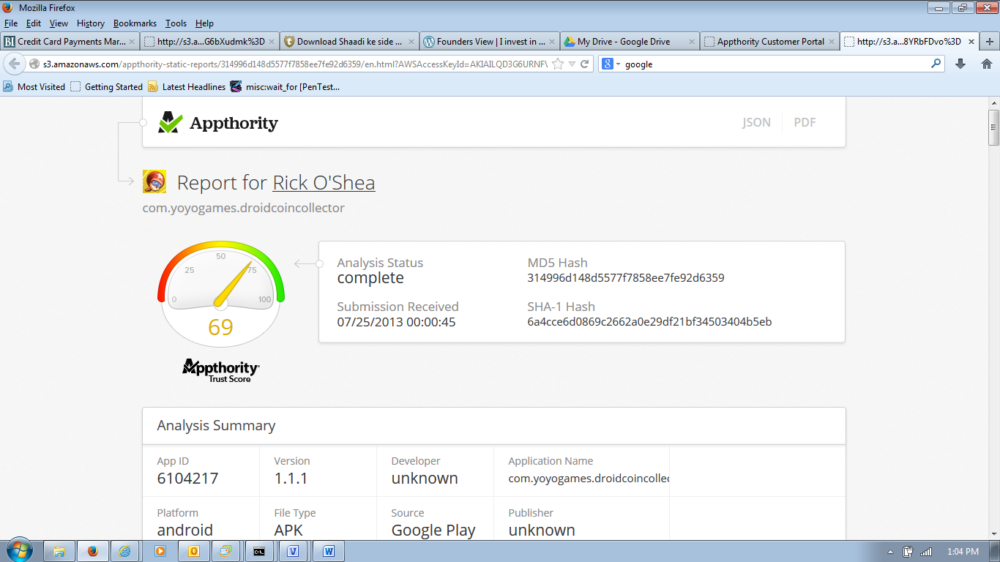 Mozilla Firefox
File Edit View History Bookmarks Tools Help
Credit Card Payments Mar... http://s3.a...G6bXudmk%3D Download Shaadi ke side ... Founders View | I invest in ... My Drive - Google Drive Appthority Customer Portal http://s3.a...8YRbFDvo%3D
s3.amazonaws.com/appthority-static-reports/314996d148d5577f7858ee7fe92d6359/en.html?AWSAccessKeyId=AKIAILQD3G6URNFV google
Most Visited Getting Started Latest Headlines misc:wait_for [PenTest...
Appthority JSON PDF
Report for Rick O'Shea
com.yoyogames.droidcoincollector
0 25 50 75 100
69
Appthority
Trust Score
Analysis Status MD5 Hash
complete 314996d148d5577f7858ee7fe92d6359
Submission Received SHA-1 Hash
07/25/2013 00:00:45 6a4cce6d0869c2662a0e29df21bf34503404b5eb
Analysis Summary
App ID Version Developer Application Name
6104217 1.1.1 unknown com.yoyogames.droidcoincollec
Platform File Type Source Publisher
android APK Google Play unknown
1:04 PM